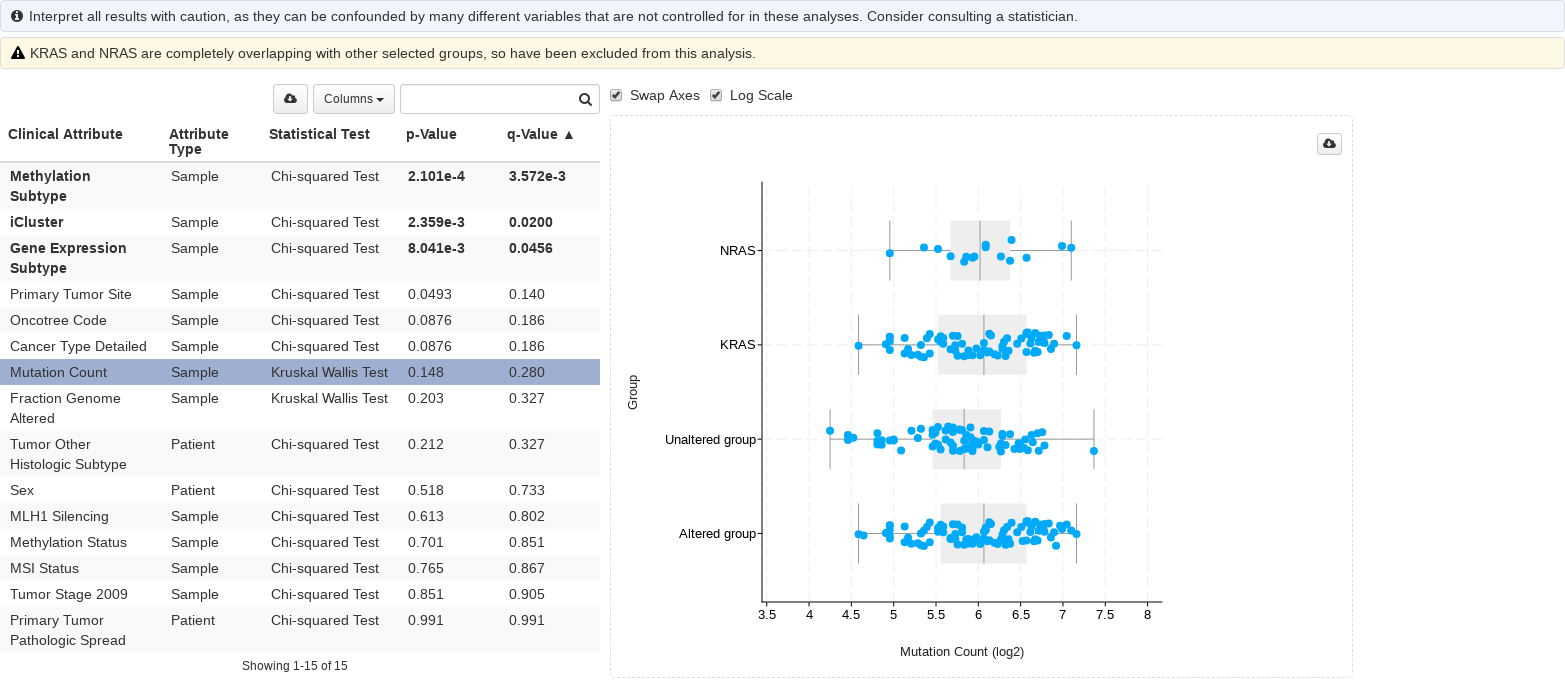 Interpret all results with caution, as they can be confounded by many different variables that are not controlled for in these analyses. Consider consulting a statistician.
KRAS and NRAS are completely overlapping with other selected groups, so have been excluded from this analysis.
Columns
Clinical Attribute Attribute Type Statistical Test p-Value q-Value ▲
Methylation Subtype Sample Chi-squared Test 2.101e-4 3.572e-3
iCluster Sample Chi-squared Test 2.359e-3 0.0200
Gene Expression Subtype Sample Chi-squared Test 8.041e-3 0.0456
Primary Tumor Site Sample Chi-squared Test 0.0493 0.140
Oncotree Code Sample Chi-squared Test 0.0876 0.186
Cancer Type Detailed Sample Chi-squared Test 0.0876 0.186
Mutation Count Sample Kruskal Wallis Test 0.148 0.280
Fraction Genome Altered Sample Kruskal Wallis Test 0.203 0.327
Tumor Other Histologic Subtype Patient Chi-squared Test 0.212 0.327
Sex Patient Chi-squared Test 0.518 0.733
MLH1 Silencing Sample Chi-squared Test 0.613 0.802
Methylation Status Sample Chi-squared Test 0.701 0.851
MSI Status Sample Chi-squared Test 0.765 0.867
Tumor Stage 2009 Sample Chi-squared Test 0.851 0.905
Primary Tumor Pathologic Spread Patient Chi-squared Test 0.991 0.991
Showing 1-15 of 15
Swap Axes Log Scale
Group
NRAS
KRAS
Unaltered group
Altered group
3.5 4 4.5 5 5.5 6 6.5 7 7.5 8
Mutation Count (log2)